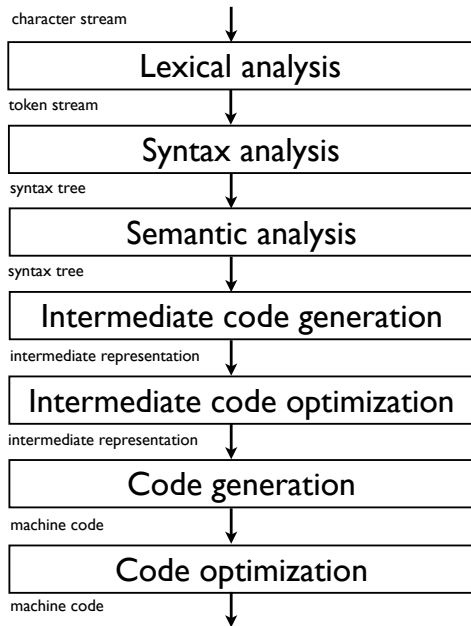 character stream
Lexical analysis
token stream
Syntax analysis
syntax tree
Semantic analysis
syntax tree
Intermediate code generation
intermediate representation
Intermediate code optimization
intermediate representation
Code generation
machine code
Code optimization
machine code